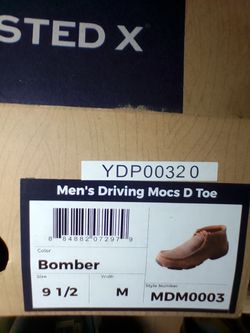 STED X
YDP00320
Men's Driving Mocs D Toe
8 84882 07297 9
Color
Bomber
Size
Width
9 1/2
M
Style Number
MDM0003